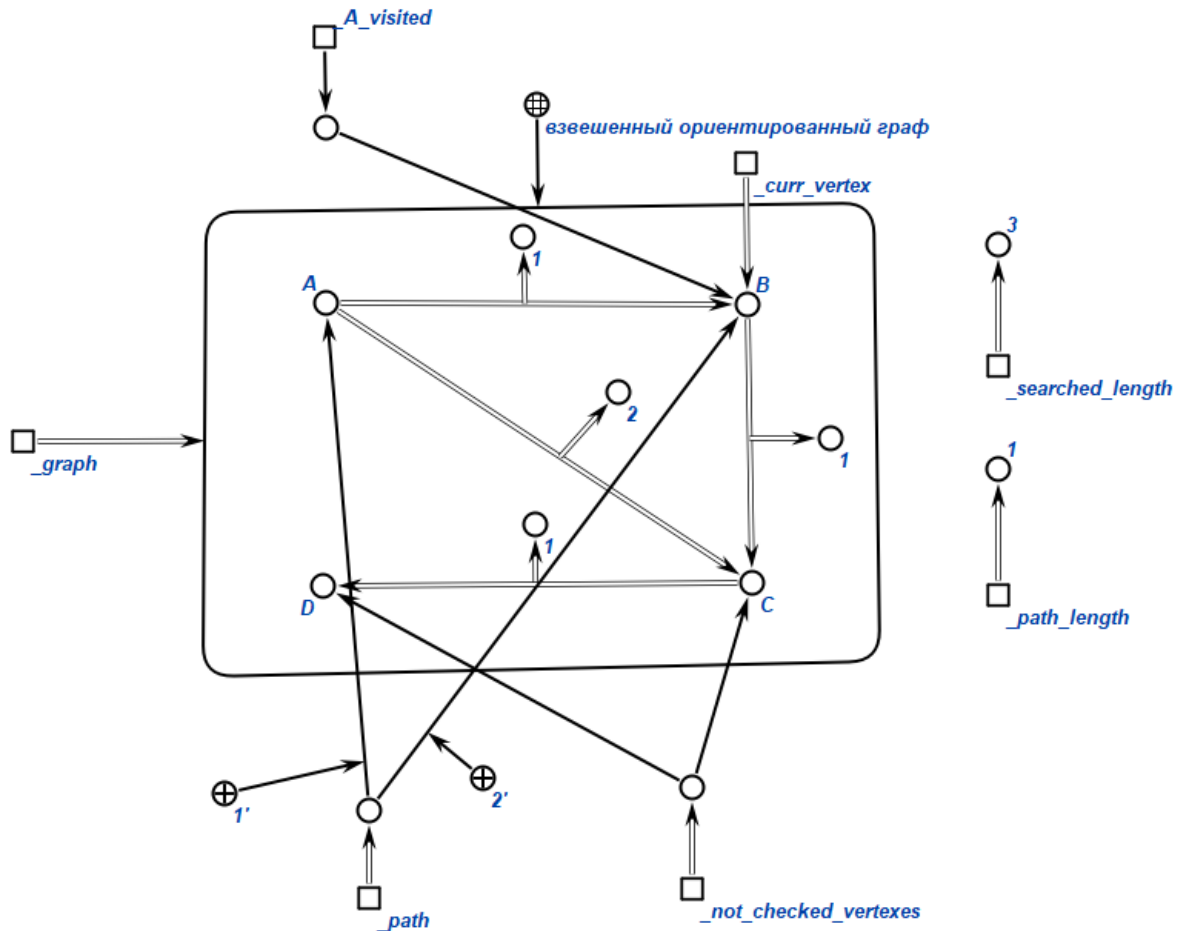 _A_visited
взвешенный ориентированный граф
_curr_vertex
3
1
A
B
2
_searched_length
_graph
1
1
1
D
C
_path_length
1'
2'
_path
_not_checked_vertexes